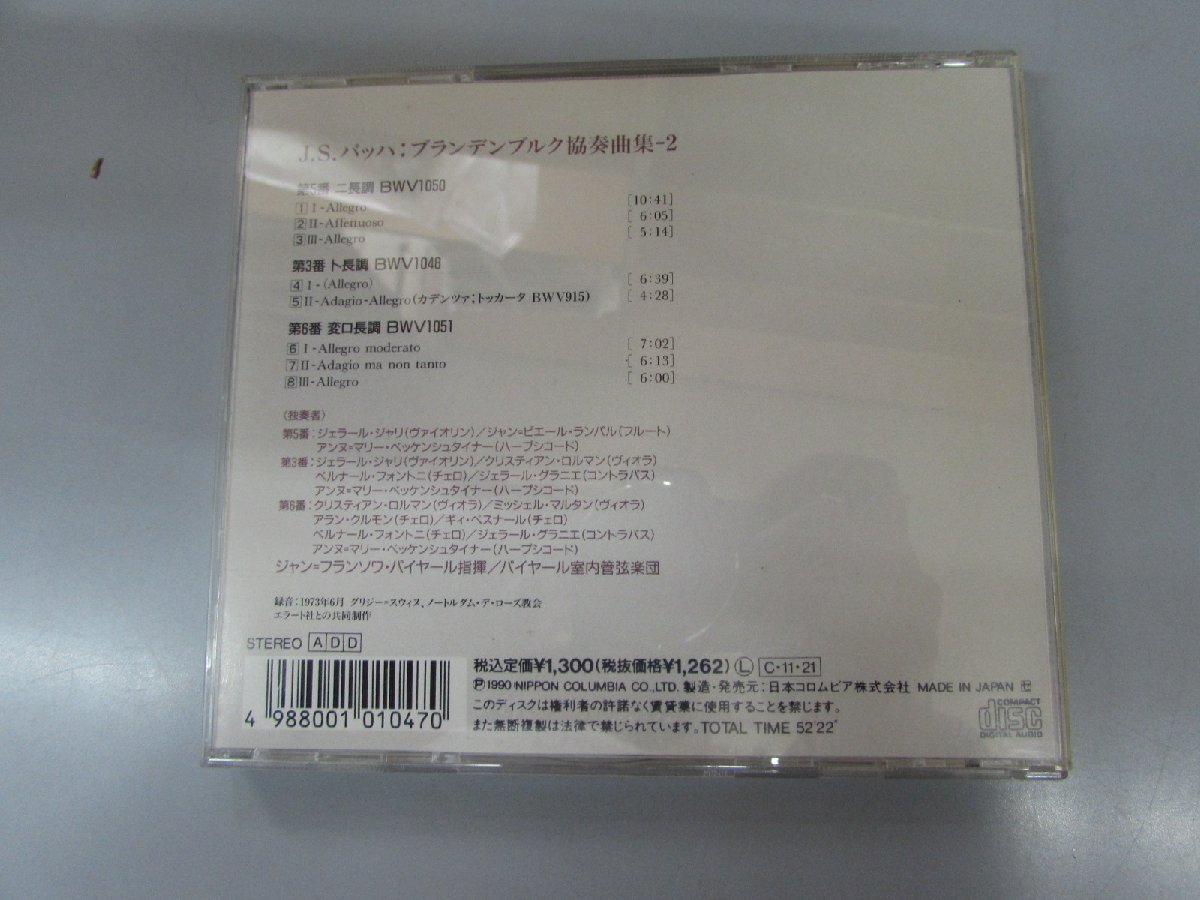 J.S.バッハ;ブランデンブルク協奏曲集-2
第5番 ニ長調 BWV1050
1 I-Allegro [10:41]
2 II-Affettuoso [ 6:05]
3 III-Allegro [ 5:14]
第3番 ト長調 BWV1048
4 I-(Allegro) [ 6:39]
5 II-Adagio-Allegro(カデンツァ;トッカータ BWV915) [ 4:28]
第6番 変ロ長調 BWV1051
6 I-Allegro moderato [ 7:02]
7 II-Adagio ma non tanto [ 6:13]
8 III-Allegro [ 6:00]
〈独奏者〉
第5番:ジェラール・ジャリ(ヴァイオリン)/ジャン=ピエール・ランパル(フルート)
アンヌ=マリー・ベッケンシュタイナー(ハープシコード)
第3番:ジェラール・ジャリ(ヴァイオリン)/クリスティアン・ロルマン(ヴィオラ)
ベルナール・フォントニ(チェロ)/ジェラール・グラニエ(コントラバス)
アンヌ=マリー・ベッケンシュタイナー(ハープシコード)
第6番:クリスティアン・ロルマン(ヴィオラ)/ミッシェル・マルタン(ヴィオラ)
アラン・クルモン(チェロ)/ギィ・ベスナール(チェロ)
ベルナール・フォントニ(チェロ)/ジェラール・グラニエ(コントラバス)
アンヌ=マリー・ベッケンシュタイナー(ハープシコード)
ジャン=フランソワ・パイヤール指揮/パイヤール室内管弦楽団
録音:1973年6月 グリジー=スウィヌ、ノートルダム・デ・ローズ教会
エラート社との共同制作
STEREO ADD
税込定価¥1,300(税抜価格¥1,262) Ⓛ C・11・21
Ⓟ1990 NIPPON COLUMBIA CO.,LTD. 製造・発売元:日本コロムビア株式会社 MADE IN JAPAN
このディスクは権利者の許諾なく賃貸業に使用することを禁じます。
また無断複製は法律で禁じられています。TOTAL TIME 52'22"
4 988001 010470
COMPACT
disc
DIGITAL AUDIO